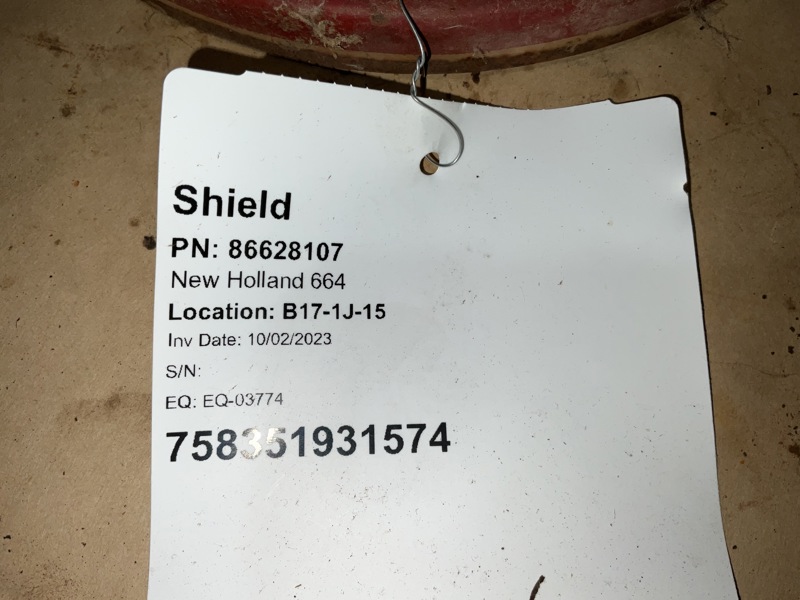 Shield
PN: 86628107
New Holland 664
Location: B17-1J-15
Inv Date: 10/02/2023
S/N:
EQ: EQ-03774
758351931574